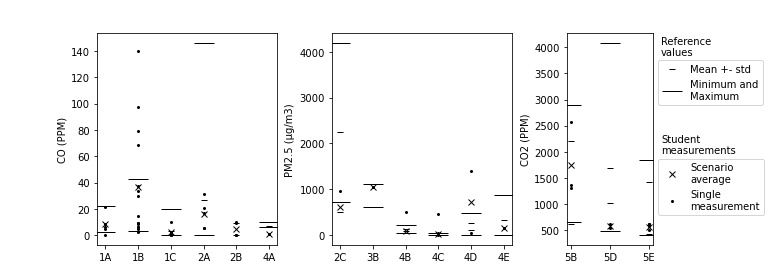 CO (PPM)
140
120
100
80
60
40
20
0
1A 1B 1C 2A 2B 4A
PM2.5 (µg/m3)
4000
3000
2000
1000
0
2C 3B 4B 4C 4D 4E
CO2 (PPM)
4000
3500
3000
2500
2000
1500
1000
500
5B 5D 5E
Reference
values
Mean +- std
Minimum and
Maximum
Student
measurements
Scenario
average
Single
measurement